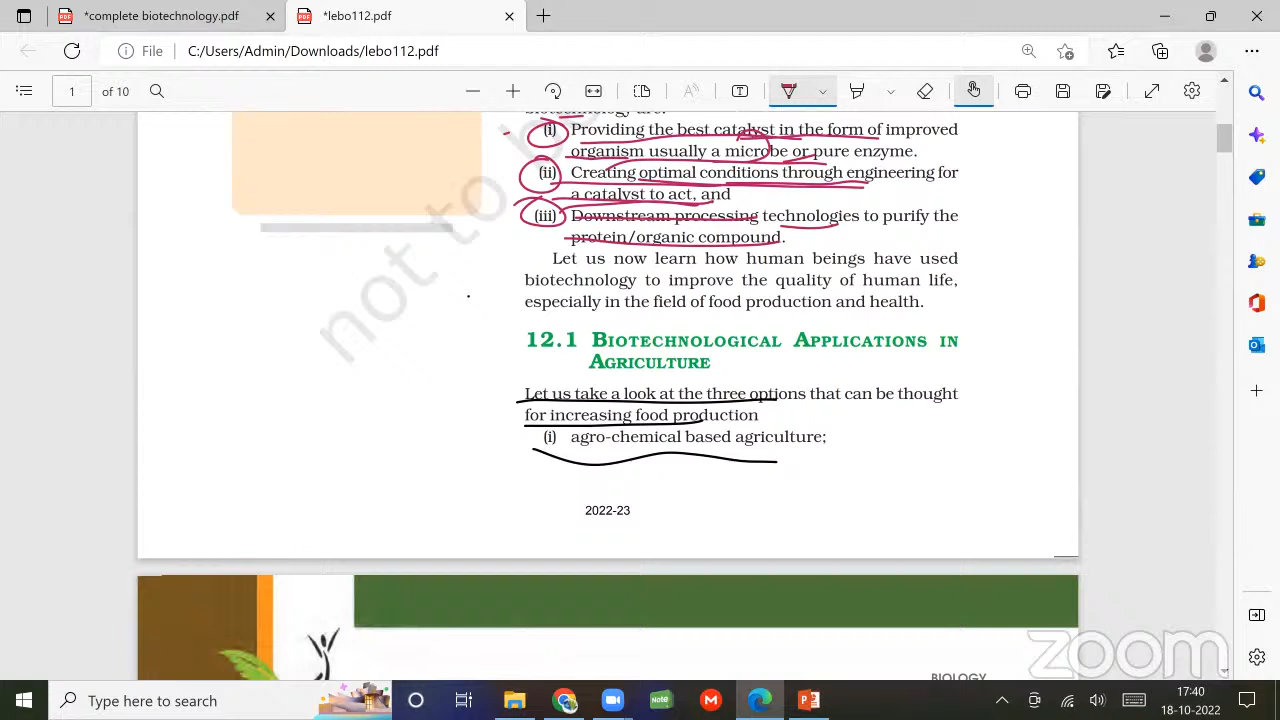 *complete biotechnology.pdf
*lebo112.pdf
File
C:/Users/Admin/Downloads/lebo112.pdf
1 of 10
biotechnology are:
(i) Providing the best catalyst in the form of improved
organism usually a microbe or pure enzyme.
(ii) Creating optimal conditions through engineering for
a catalyst to act, and
(iii) Downstream processing technologies to purify the
protein/organic compound.
Let us now learn how human beings have used
biotechnology to improve the quality of human life,
especially in the field of food production and health.
not to b
12.1 BIOTECHNOLOGICAL APPLICATIONS IN
AGRICULTURE
Let us take a look at the three options that can be thought
for increasing food production
(i) agro-chemical based agriculture;
2022-23
BIOLOGY
zoom
Type here to search
Note
17:40
18-10-2022